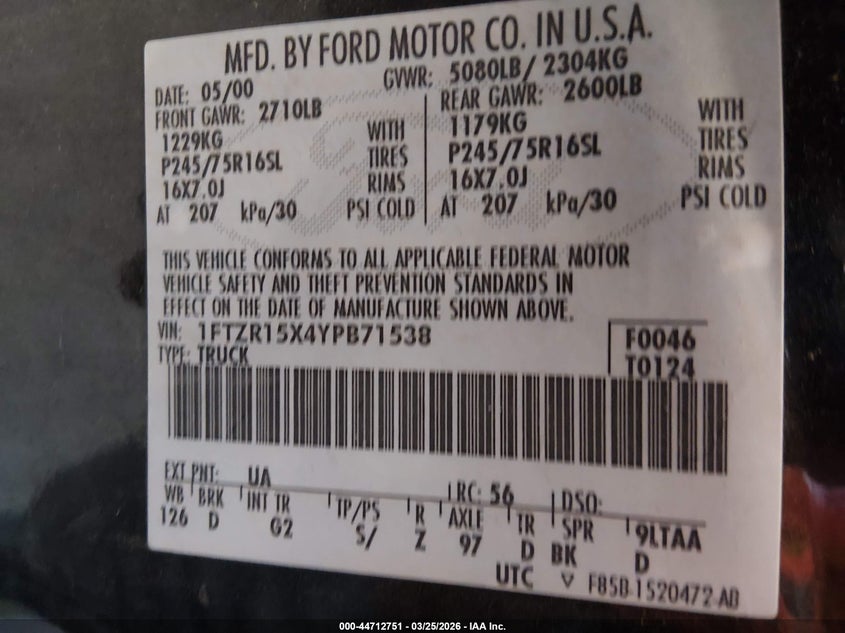 MFD. BY FORD MOTOR CO. IN U.S.A.
DATE: 05/00 GVWR: 5080LB/ 2304KG
FRONT GAWR: 2710LB REAR GAWR: 2600LB
1229KG WITH 1179KG WITH
P245/75R16SL TIRES P245/75R16SL TIRES
16X7.0J RIMS 16X7.0J RIMS
AT 207 kPa/30 PSI COLD AT 207 kPa/30 PSI COLD
THIS VEHICLE CONFORMS TO ALL APPLICABLE FEDERAL MOTOR
VEHICLE SAFETY AND THEFT PREVENTION STANDARDS IN
EFFECT ON THE DATE OF MANUFACTURE SHOWN ABOVE.
VIN: 1FTZR15X4YPB71538 F0046
TYPE: TRUCK T0124
EXT PNT: UA RC: 56 DSO:
WB BRK INT TR TP/PS R AXLE TR SPR 9LTAA
126 D G2 S/ Z 97 D BK D
UTC ▽ F85B-1520472-AB
000-44712751 - 03/25/2026 - IAA Inc.